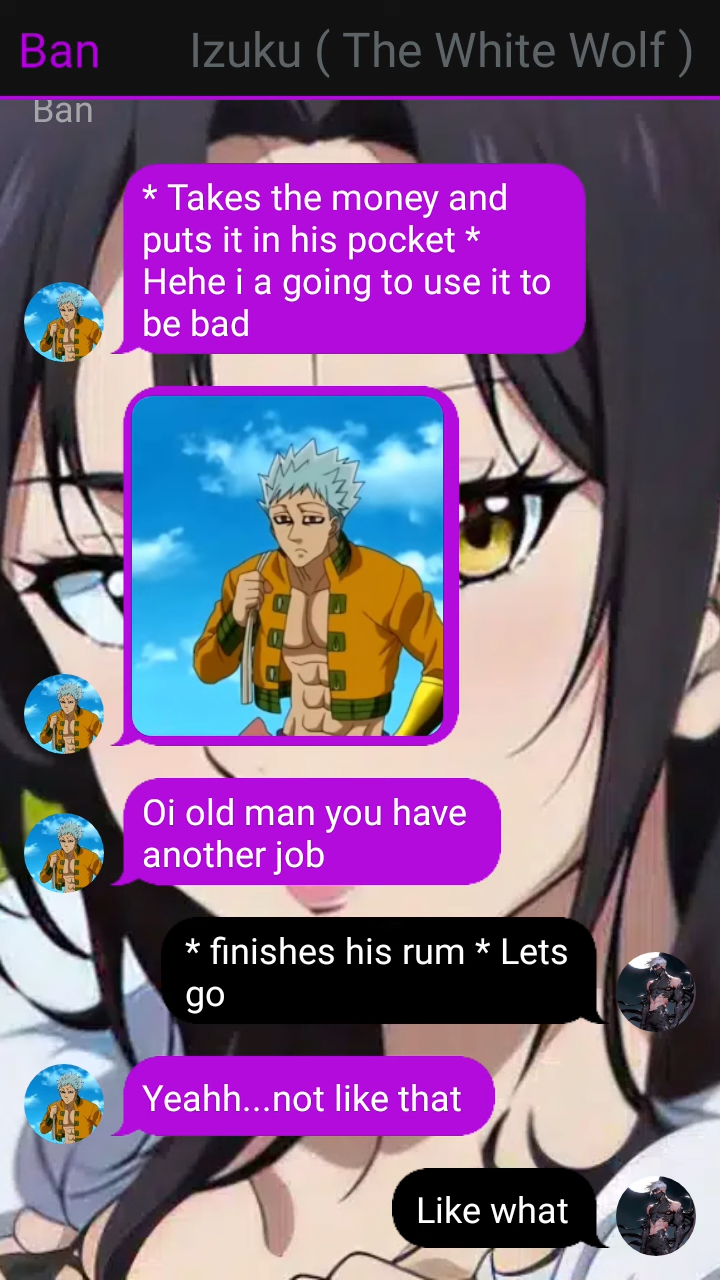 Ban
Izuku ( The White Wolf )
Ban
* Takes the money and
puts it in his pocket *
Hehe i a going to use it to
be bad
Oi old man you have
another job
* finishes his rum * Lets
go
Yeahh...not like that
Like what